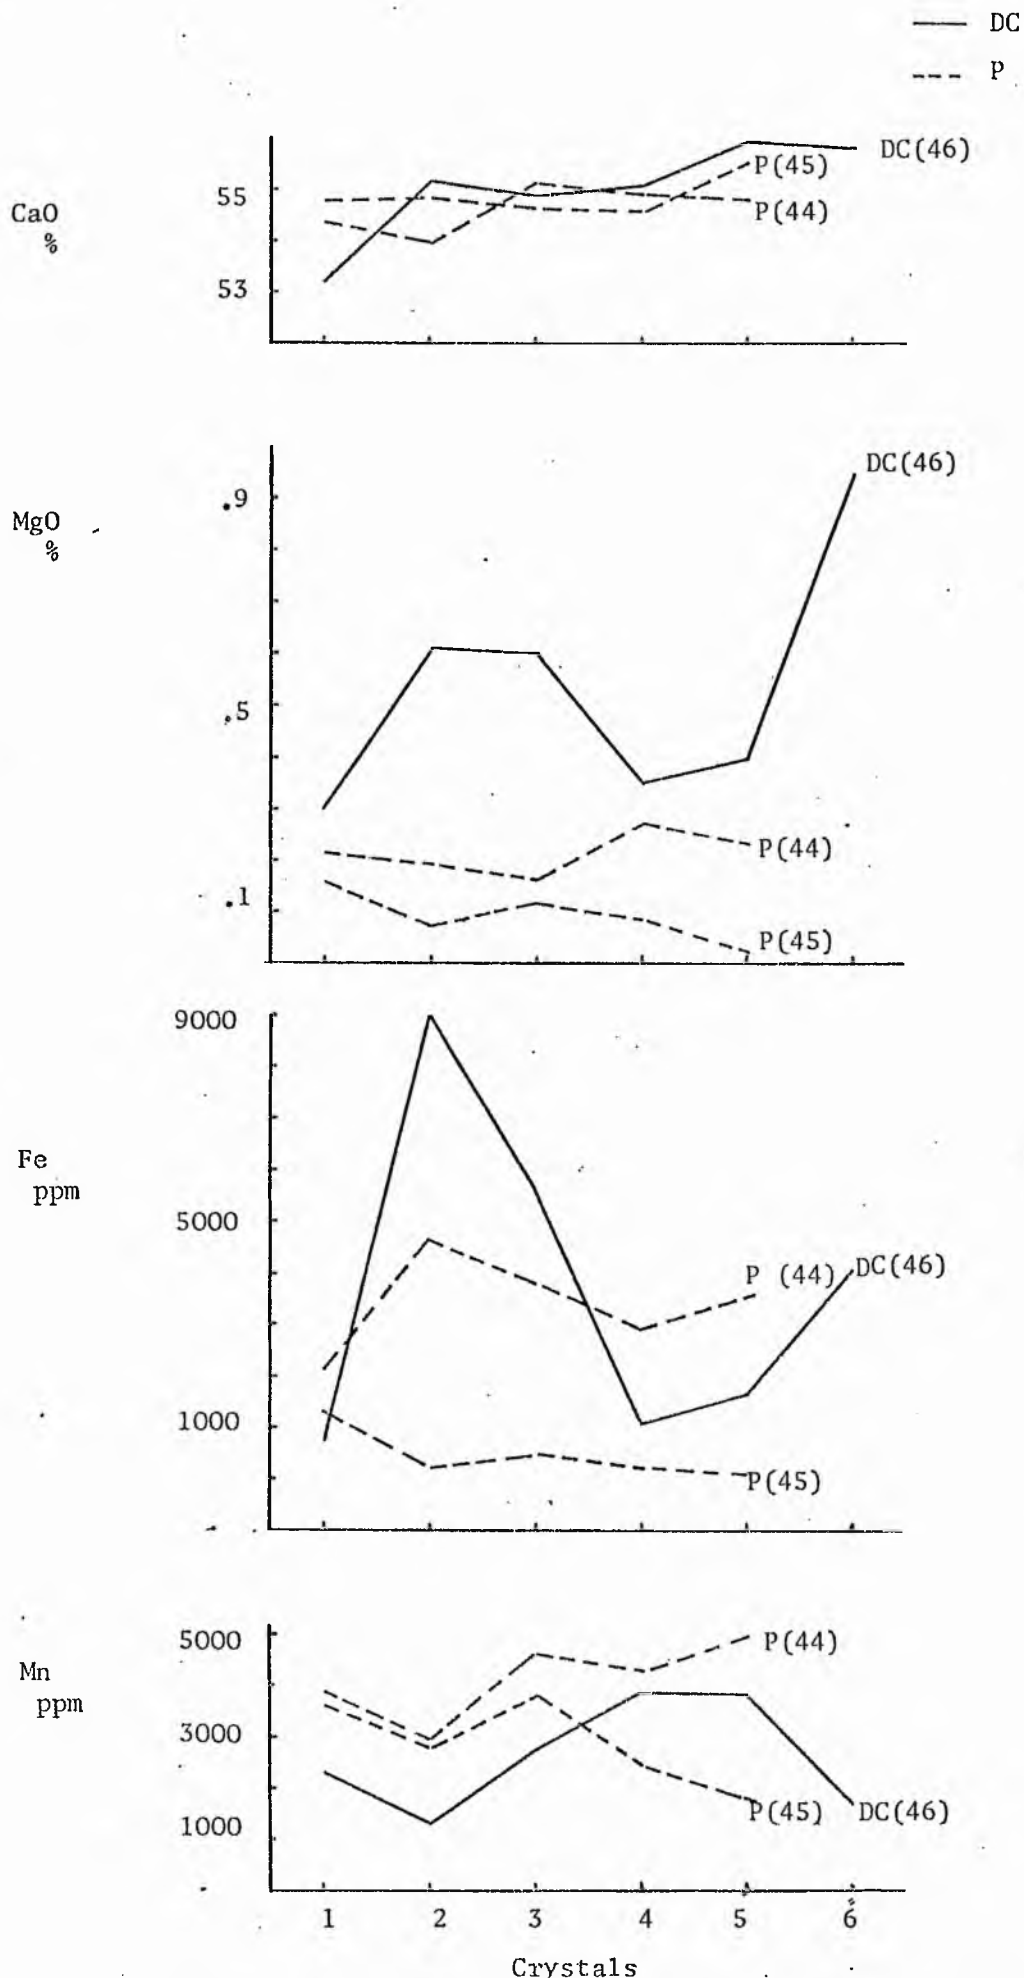 DC
P
CaO
%
55
53
DC(46)
P(45)
P(44)
MgO
%
.9
.5
.1
DC(46)
P(44)
P(45)
Fe
ppm
9000
5000
1000
P (44)
DC(46)
P(45)
Mn
ppm
5000
3000
1000
P(44)
P(45)
DC(46)
1 2 3 4 5 6
Crystals